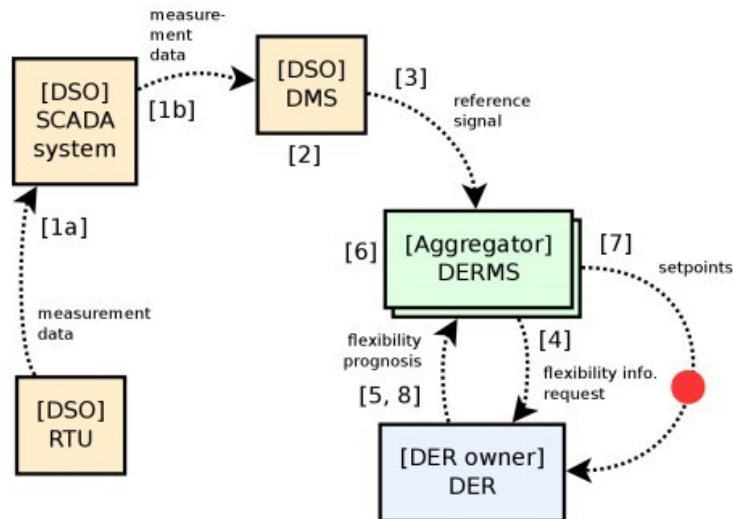 measure-
ment
data
[DSO]
SCADA
system
[1b]
[DSO]
DMS
[3]
reference
signal
[2]
[1a]
[6]
[Aggregator]
DERMS
[7]
setpoints
measurement
data
flexibility
prognosis
[4]
flexibility info.
request
[5, 8]
[DSO]
RTU
[DER owner]
DER